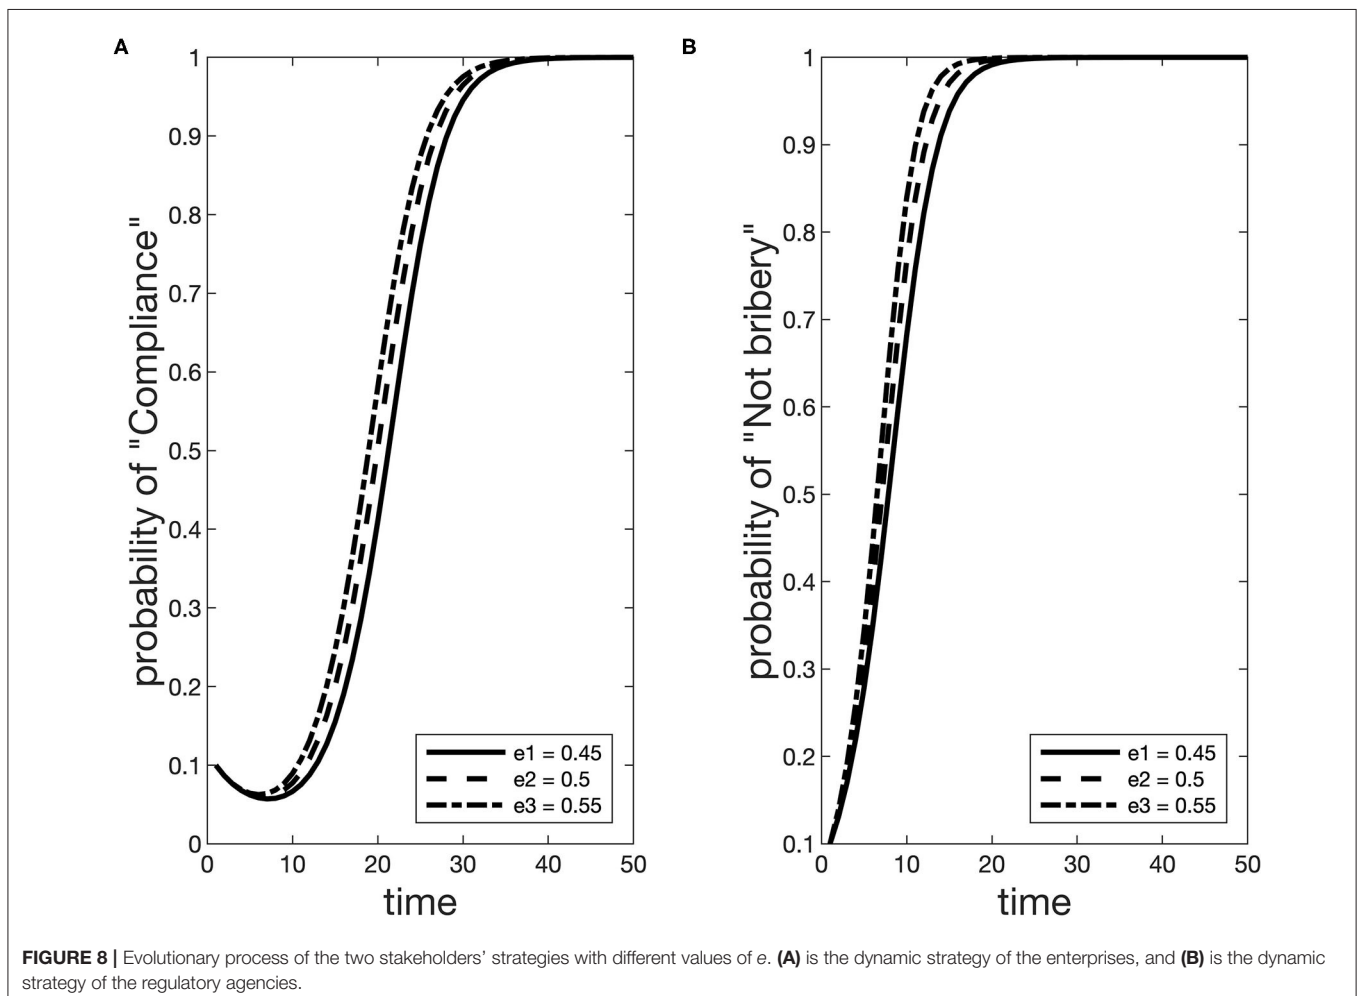 A
1
0.9
0.8
0.7
0.6
0.5
0.4
0.3
0.2
0.1
0
probability of "Compliance"
0 10 20 30 40 50
time
e1 = 0.45
e2 = 0.5
e3 = 0.55
B
1
0.9
0.8
0.7
0.6
0.5
0.4
0.3
0.2
0.1
probability of "Not bribery"
0 10 20 30 40 50
time
e1 = 0.45
e2 = 0.5
e3 = 0.55
FIGURE 8 | Evolutionary process of the two stakeholders' strategies with different values of e. (A) is the dynamic strategy of the enterprises, and (B) is the dynamic
strategy of the regulatory agencies.